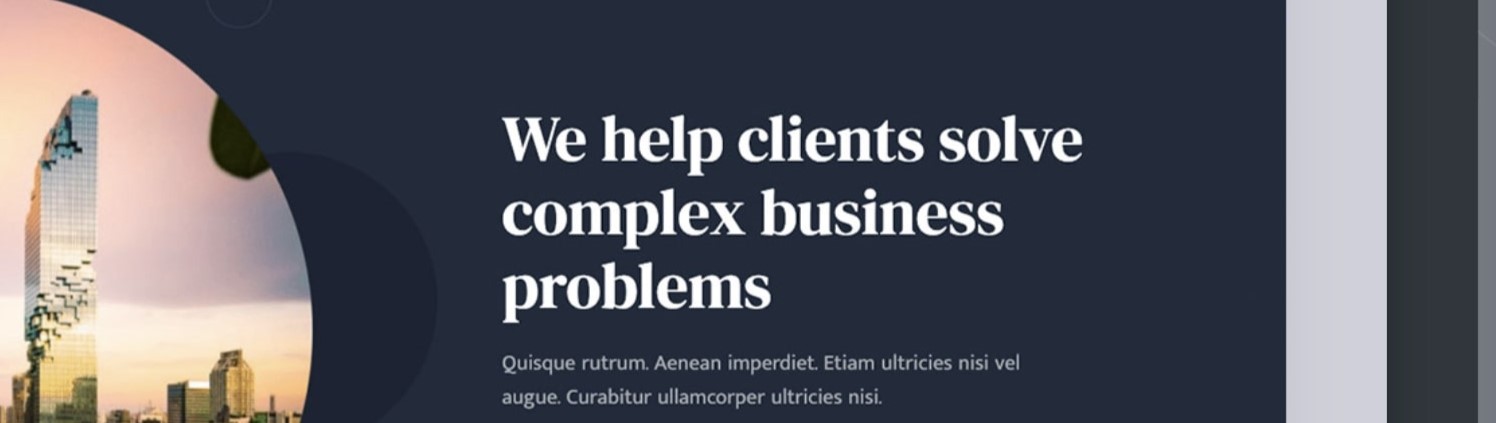 We help clients solve
complex business
problems
Quisque rutrum. Aenean imperdiet. Etiam ultricies nisi vel
augue. Curabitur ullamcorper ultricies nisi.